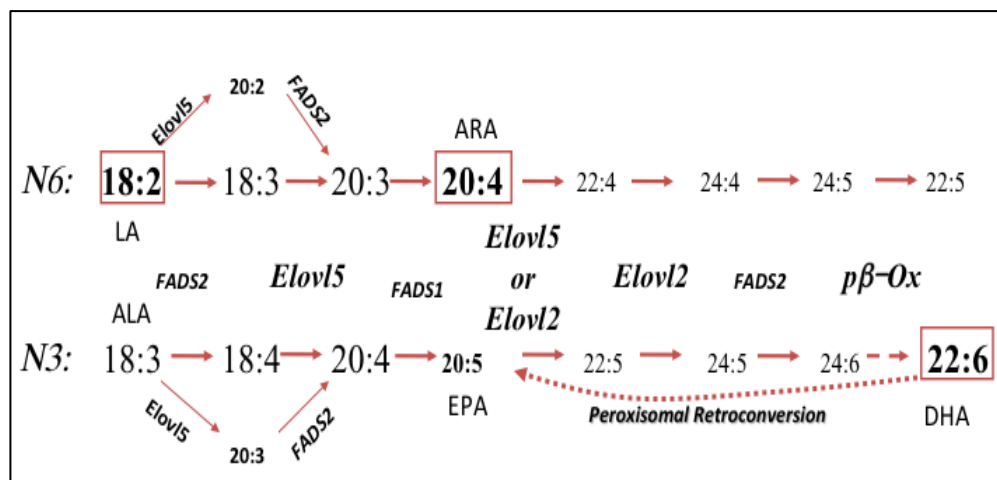 20:2
Elovl5
FADS2
ARA
N6: 18:2 18:3 20:3 20:4 22:4 24:4 24:5 22:5
LA
Elovl5
or
Elovl2
FADS2 Elovl5 FADS1 Elovl2 FADS2 pβ–Ox
ALA
N3: 18:3 18:4 20:4 20:5 22:5 24:5 24:6 22:6
EPA
Peroxisomal Retroconversion
DHA
Elovl5
FADS2
20:3